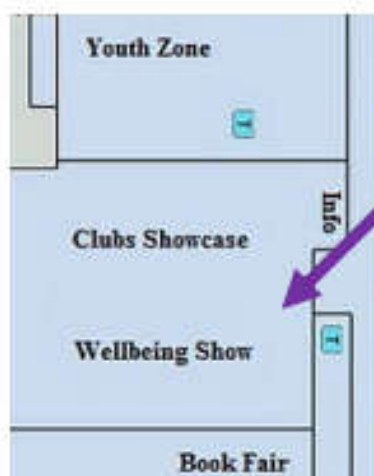 Youth Zone
T
Info
Clubs Showcase
Wellbeing Show
T
Book Fair